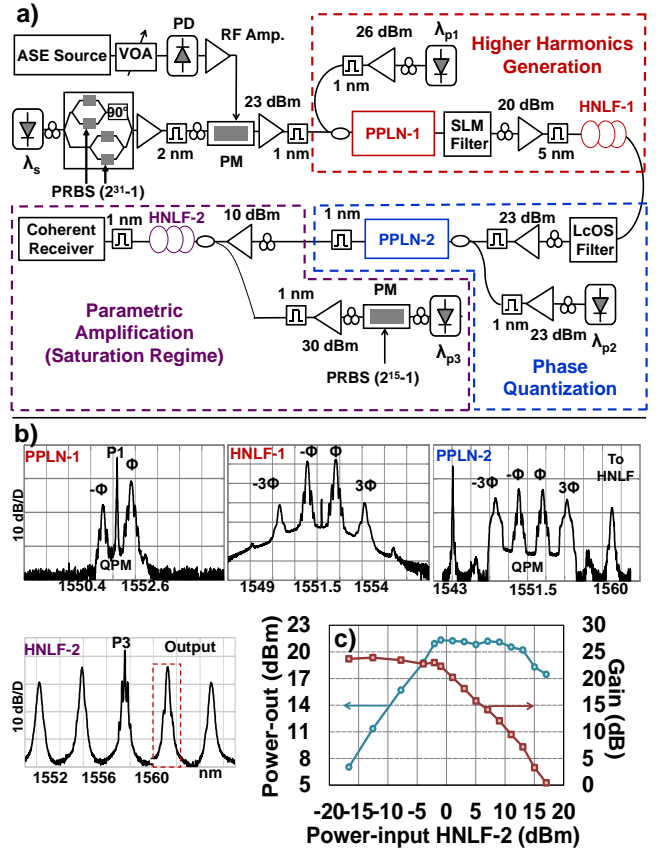 a)
ASE Source
VOA
PD
RF Amp.
26 dBm
λp1
Higher Harmonics
Generation
1 nm
λs
90°
2 nm
PM
23 dBm
1 nm
PPLN-1
SLM
Filter
20 dBm
5 nm
HNLF-1
PRBS (2³¹-1)
Coherent
Receiver
1 nm
HNLF-2
10 dBm
1 nm
PPLN-2
23 dBm
LcOS
Filter
Parametric
Amplification
(Saturation Regime)
1 nm
30 dBm
PM
λp3
PRBS (2¹⁵-1)
1 nm
23 dBm
λp2
Phase
Quantization
b)
PPLN-1
P1
-Φ
Φ
QPM
10 dB/D
1550.4
1552.6
HNLF-1
-3Φ
-Φ
Φ
3Φ
1549
1551.5
1554
PPLN-2
-3Φ
-Φ
Φ
3Φ
To
HNLF
QPM
1543
1551.5
1560
HNLF-2
P3
Output
10 dB/D
1552
1556
1560
nm
c)
Power-out (dBm)
23
20
17
14
11
8
5
Gain (dB)
30
25
20
15
10
5
0
-20
-15
-10
-5
0
5
10
15
20
Power-input HNLF-2 (dBm)